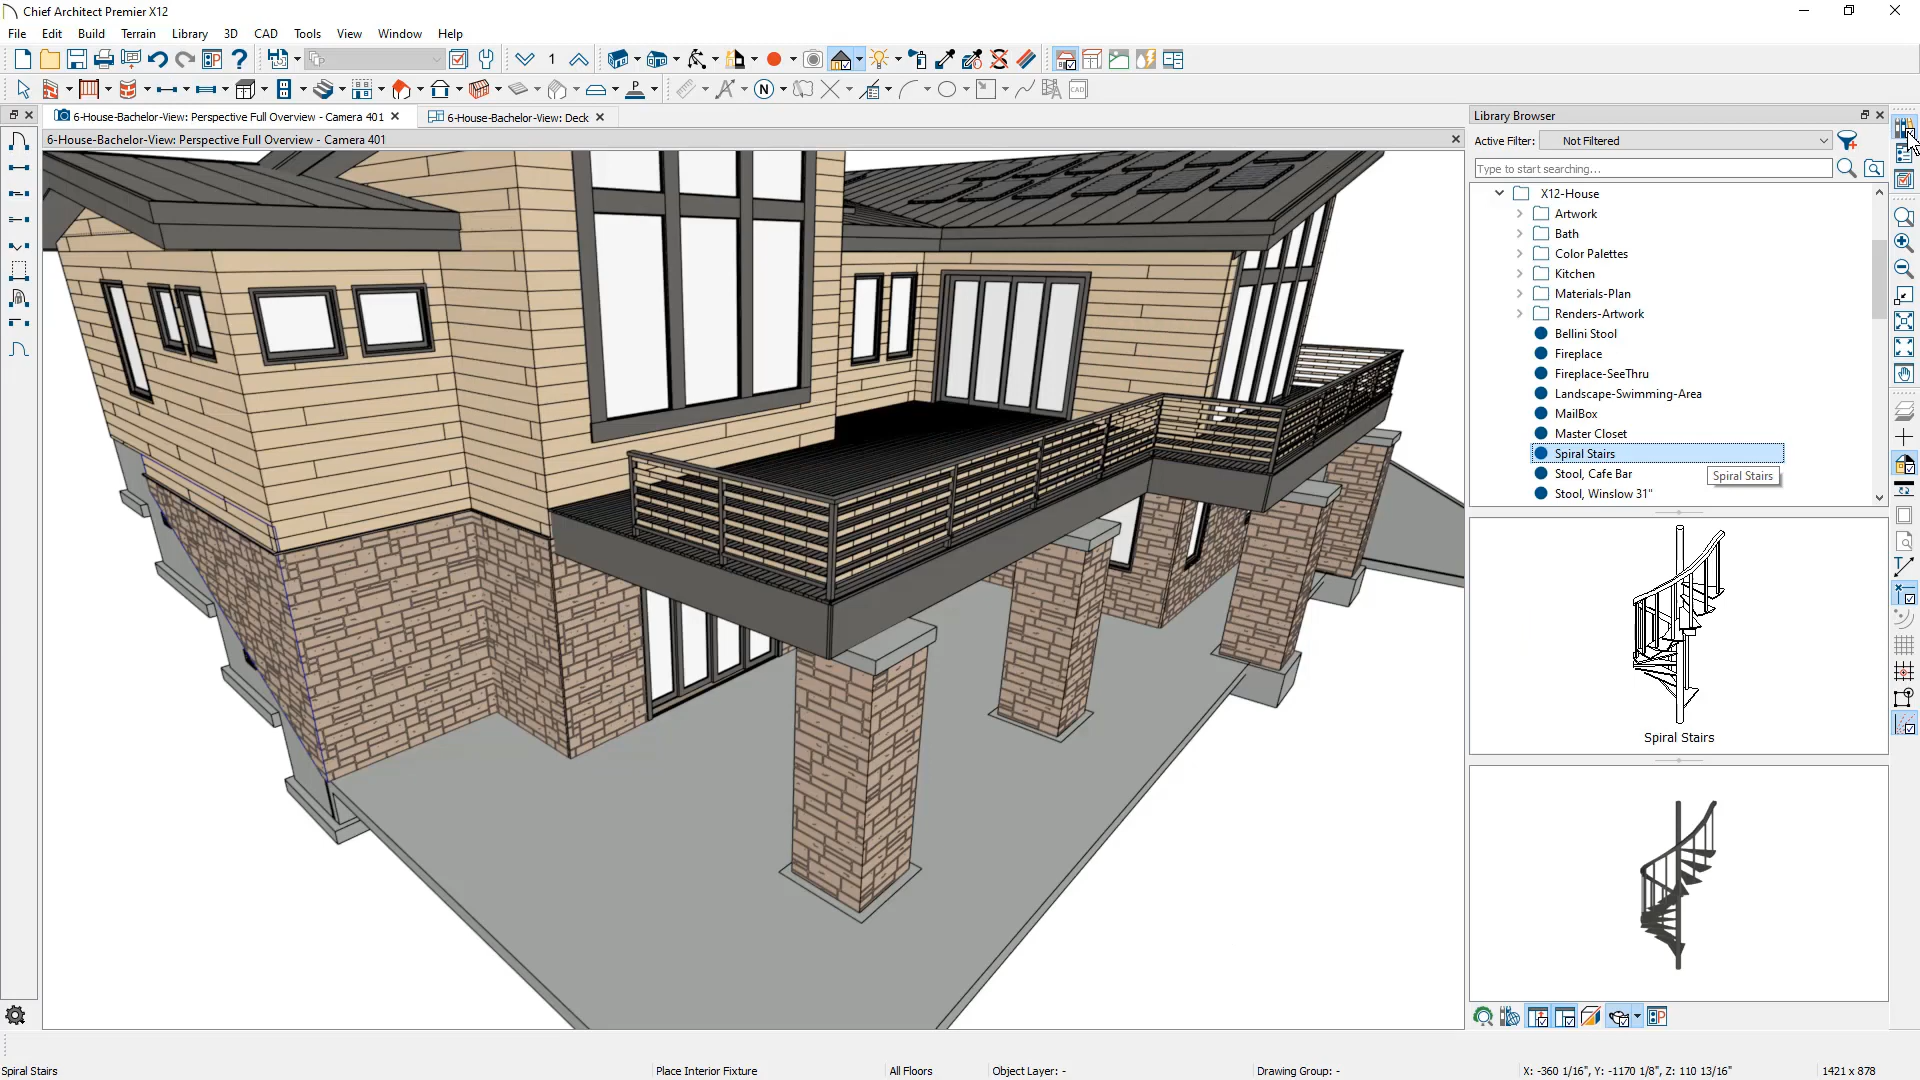 Chief Architect Premier X12
File Edit Build Terrain Library 3D CAD Tools View Window Help
1
N
P
CAD
6-House-Bachelor-View: Perspective Full Overview - Camera 401
6-House-Bachelor-View: Deck
6-House-Bachelor-View: Perspective Full Overview - Camera 401
Library Browser
Active Filter: Not Filtered
Type to start searching...
X12-House
Artwork
Bath
Color Palettes
Kitchen
Materials-Plan
Renders-Artwork
Bellini Stool
Fireplace
Fireplace-SeeThru
Landscape-Swimming-Area
MailBox
Master Closet
Spiral Stairs
Stool, Cafe Bar
Spiral Stairs
Stool, Winslow 31"
Spiral Stairs
Spiral Stairs
Place Interior Fixture
All Floors
Object Layer: -
Drawing Group: -
X: -360 1/16", Y: -1170 1/8", Z: 110 13/16"
1421 x 878